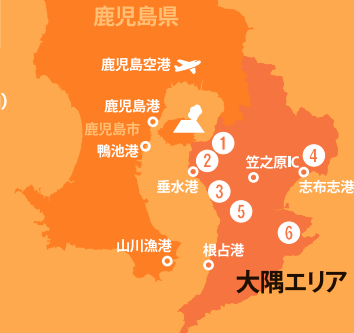 鹿児島県
鹿児島空港
)
鹿児島港
鹿児島市
鴨池港
1
2
笠之原IC
4
垂水港
3
志布志港
5
6
山川漁港
根占港
大隅エリア